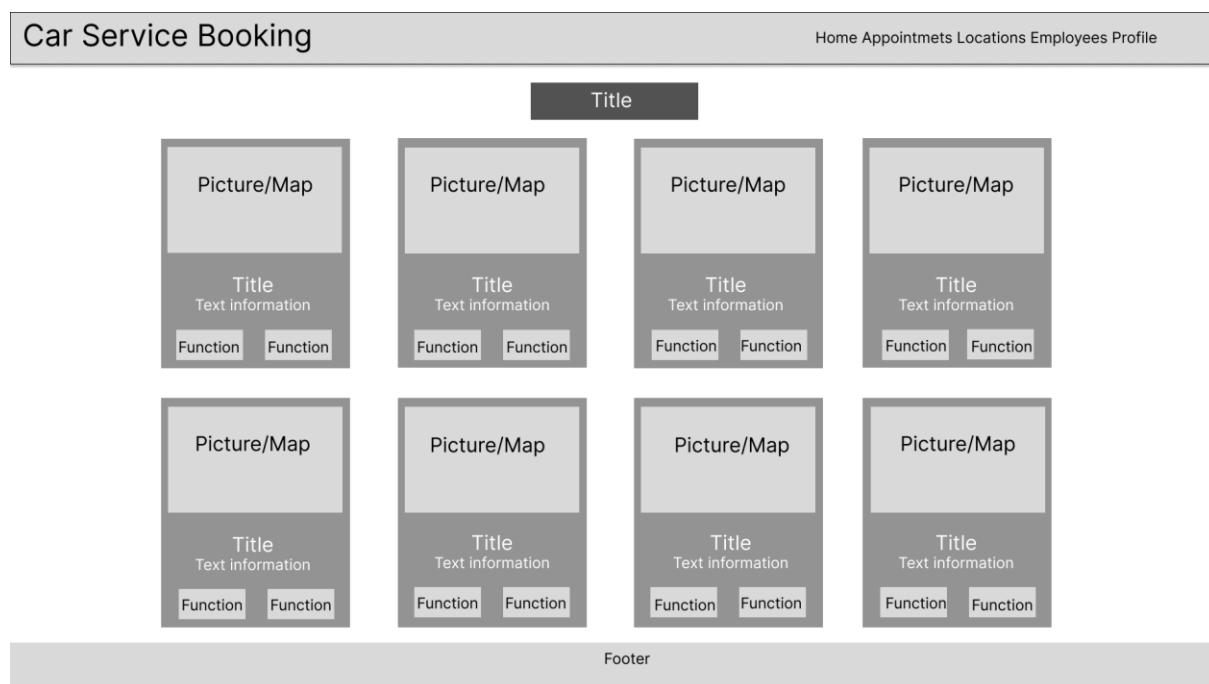 Car Service Booking
Home Appointmets Locations Employees Profile
Title
Picture/Map
Picture/Map
Picture/Map
Picture/Map
Title
Title
Title
Title
Text information
Text information
Text information
Text information
Function Function
Function Function
Function Function
Function Function
Picture/Map
Picture/Map
Picture/Map
Picture/Map
Title
Title
Title
Title
Text information
Text information
Text information
Text information
Function Function
Function Function
Function Function
Function Function
Footer